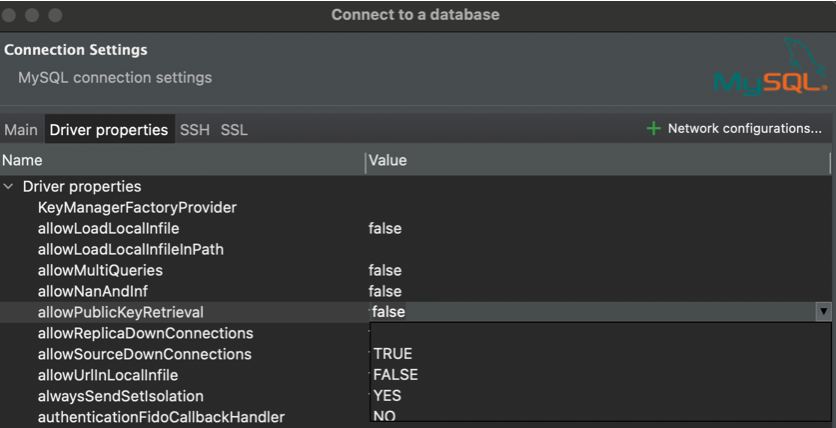 Connect to a database
Connection Settings
MySQL connection settings
MySQL
Main Driver properties SSH SSL Network configurations...
Name Value
Driver properties
KeyManagerFactoryProvider
allowLoadLocalInfile false
allowLoadLocalInfileInPath
allowMultiQueries false
allowNanAndInf false
allowPublicKeyRetrieval false
allowReplicaDownConnections
allowSourceDownConnections TRUE
allowUrlInLocalInfile FALSE
alwaysSendSetIsolation YES
authenticationFidoCallbackHandler NO